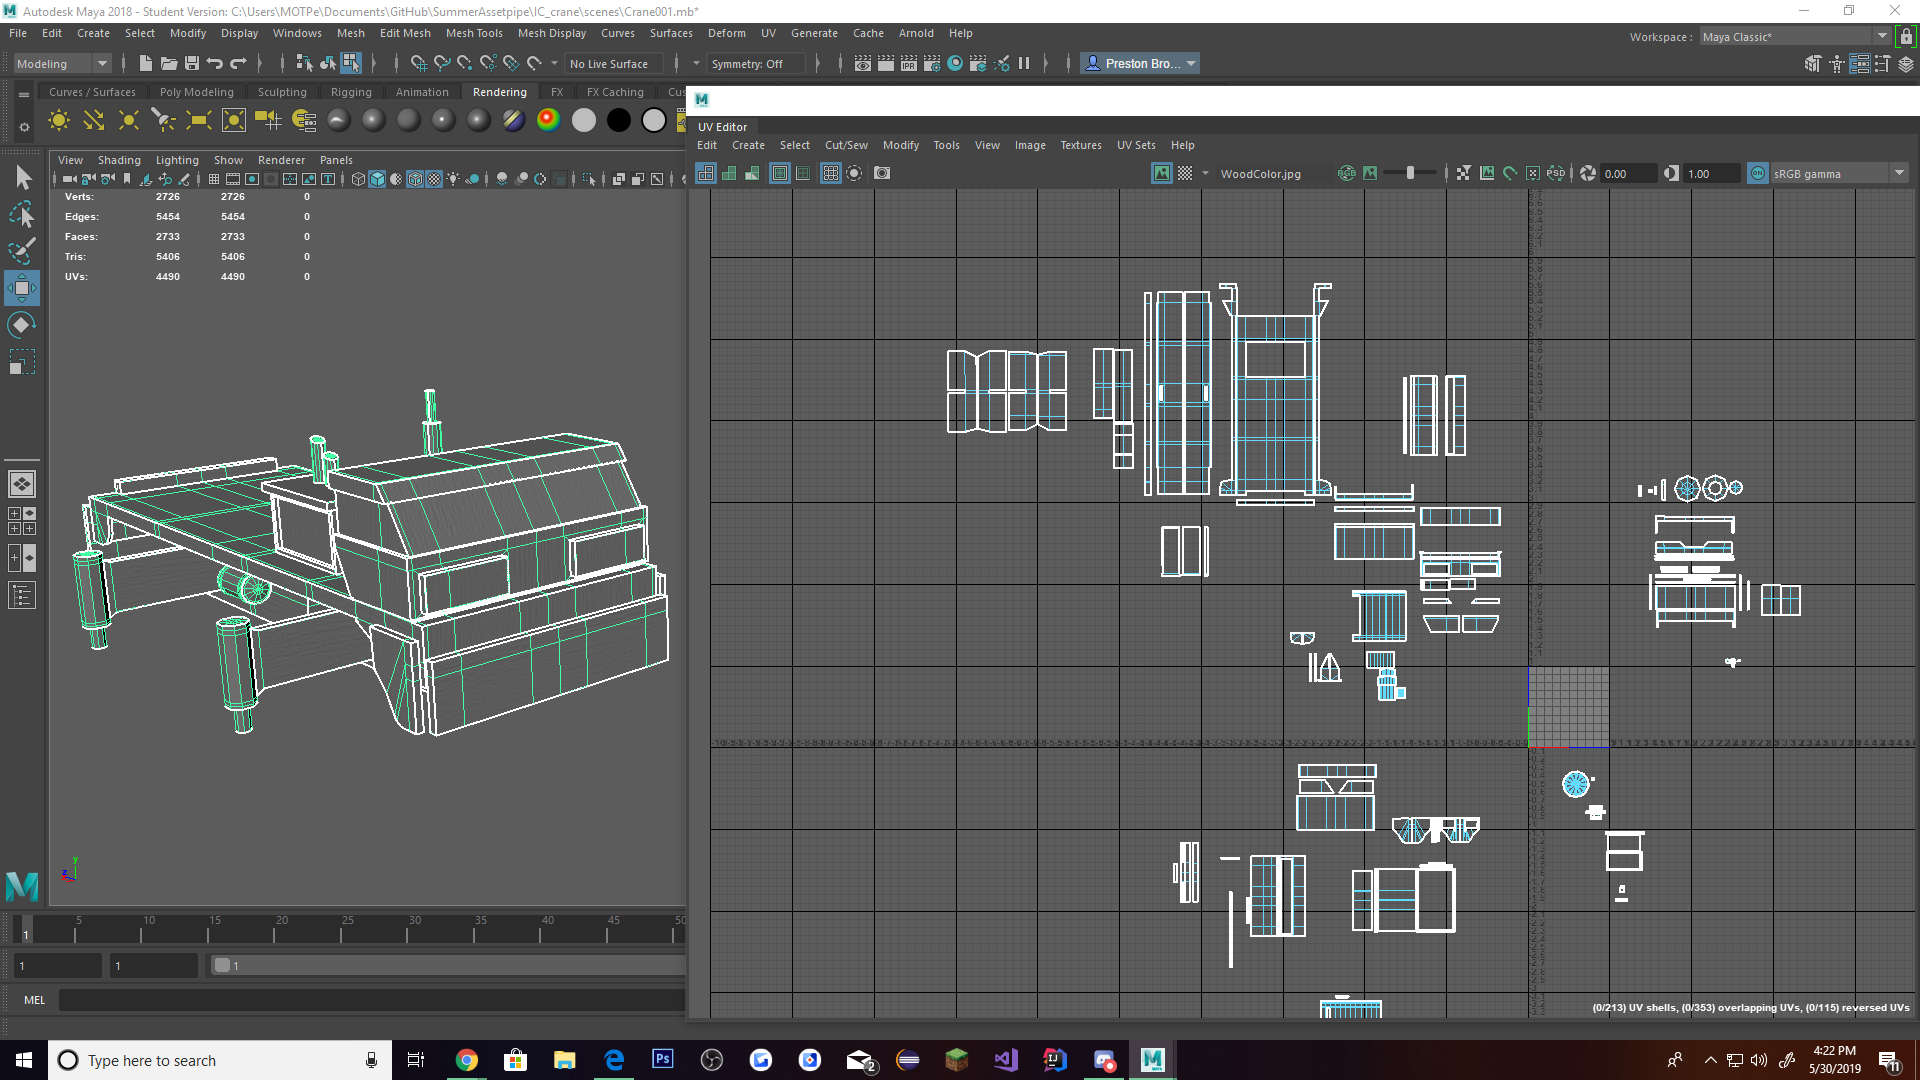 Autodesk Maya 2018 - Student Version: C:\Users\MOTPe\Documents\GitHub\SummerAssetpipe\IC_crane\scenes\Crane001.mb*
File Edit Create Select Modify Display Windows Mesh Edit Mesh Mesh Tools Mesh Display Curves Surfaces Deform UV Generate Cache Arnold Help
Workspace : Maya Classic*
Modeling
No Live Surface
Symmetry: Off
Preston Bro...
Curves / Surfaces Poly Modeling Sculpting Rigging Animation Rendering FX FX Caching Cus
UV Editor
Edit Create Select Cut/Sew Modify Tools View Image Textures UV Sets Help
View Shading Lighting Show Renderer Panels
WoodColor.jpg
0.00
1.00
ON
sRGB gamma
Verts: 2726 2726 0
Edges: 5454 5454 0
Faces: 2733 2733 0
Tris: 5406 5406 0
UVs: 4490 4490 0
y
z
1 5 10 15 20 25 30 35 40 45 50
1
1
1
MEL
(0/213) UV shells, (0/353) overlapping UVs, (0/115) reversed UVs
Type here to search
Ps
2
4:22 PM
5/30/2019
11